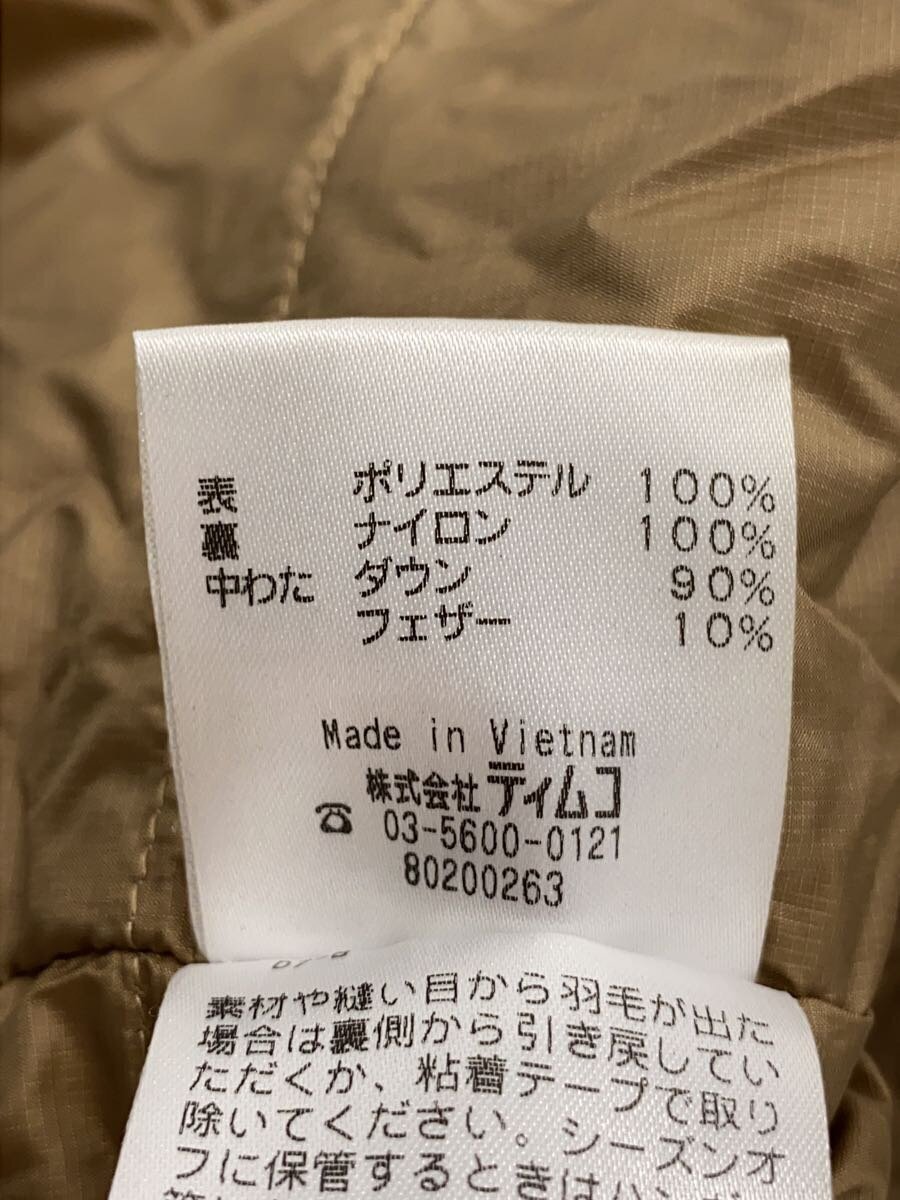 表 ポリエステル 100%
裏 ナイロン 100%
中わた ダウン 90%
フェザー 10%
Made in Vietnam
株式会社ティムコ
☎ 03-5600-0121
80200263
素材や縫い目から羽毛が出た
場合は裏側から引き戻してい
ただくか、粘着テープで取り
除いてください。シーズンオ
フに保管するときはハン